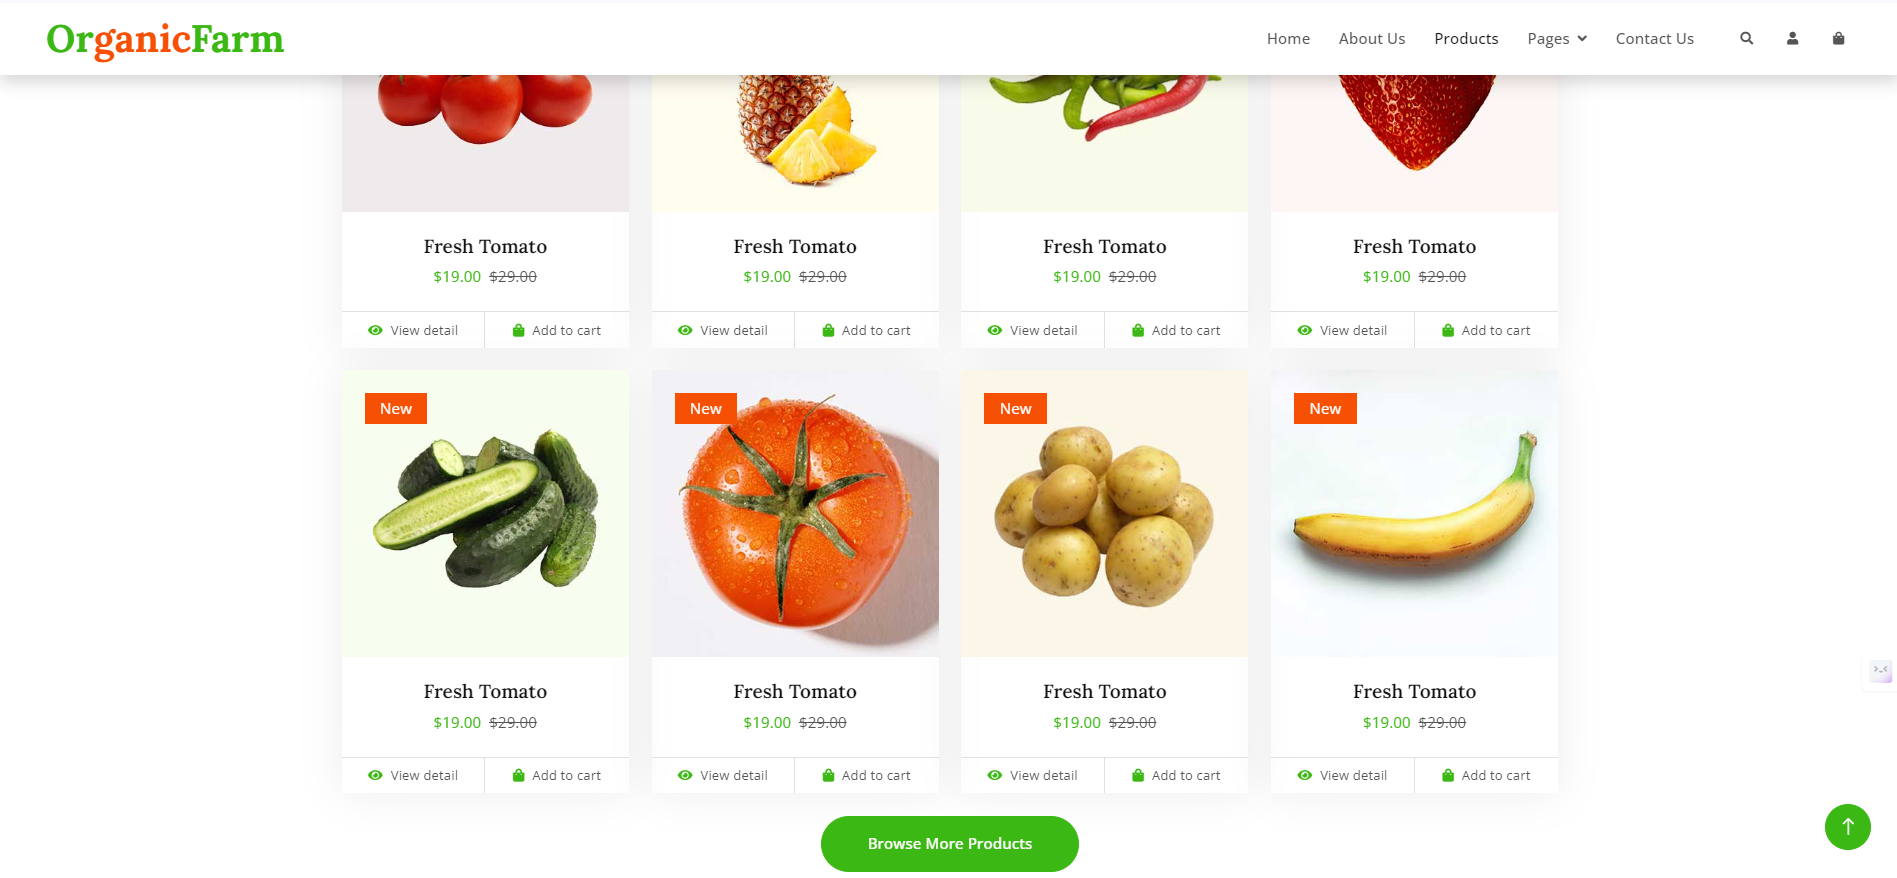 OrganicFarm
Home About Us Products Pages Contact Us
Fresh Tomato
$19.00 $29.00
View detail Add to cart
Fresh Tomato
$19.00 $29.00
View detail Add to cart
Fresh Tomato
$19.00 $29.00
View detail Add to cart
Fresh Tomato
$19.00 $29.00
View detail Add to cart
New
Fresh Tomato
$19.00 $29.00
View detail Add to cart
New
Fresh Tomato
$19.00 $29.00
View detail Add to cart
New
Fresh Tomato
$19.00 $29.00
View detail Add to cart
New
Fresh Tomato
$19.00 $29.00
View detail Add to cart
Browse More Products